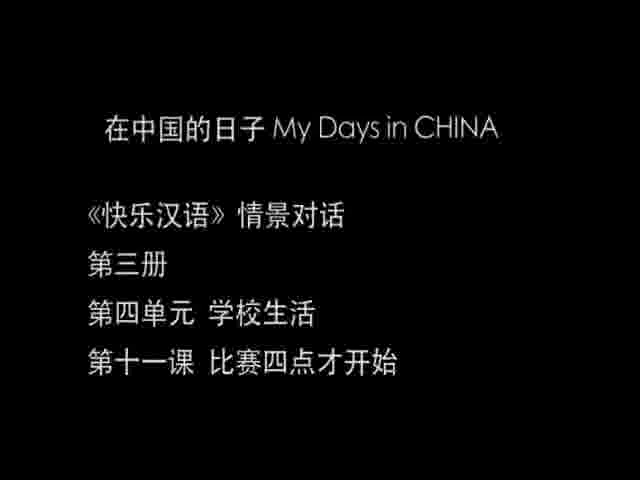 在中国的日子 My Days in CHINA
《快乐汉语》情景对话
第三册
第四单元 学校生活
第十一课 比赛四点才开始